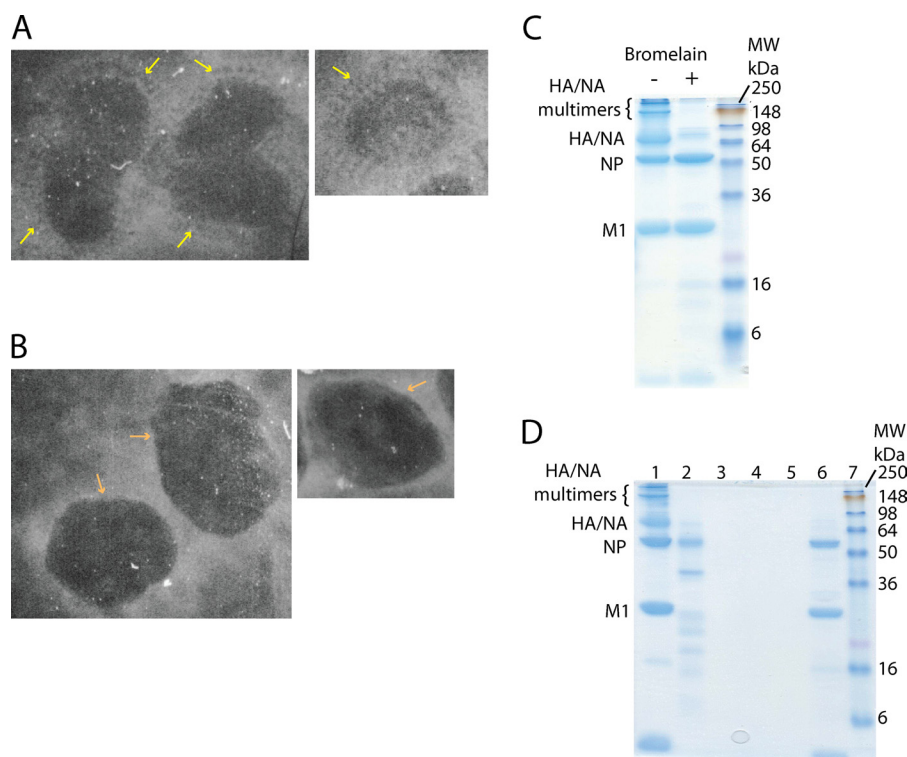 A
B
C
Bromelain
- +
MW
kDa
250
HA/NA
multimers {
148
98
HA/NA
64
NP
50
36
M1
16
6
D
MW
kDa
HA/NA
1 2 3 4 5 6 7
250
multimers {
148
98
HA/NA
64
NP
50
36
M1
16
6